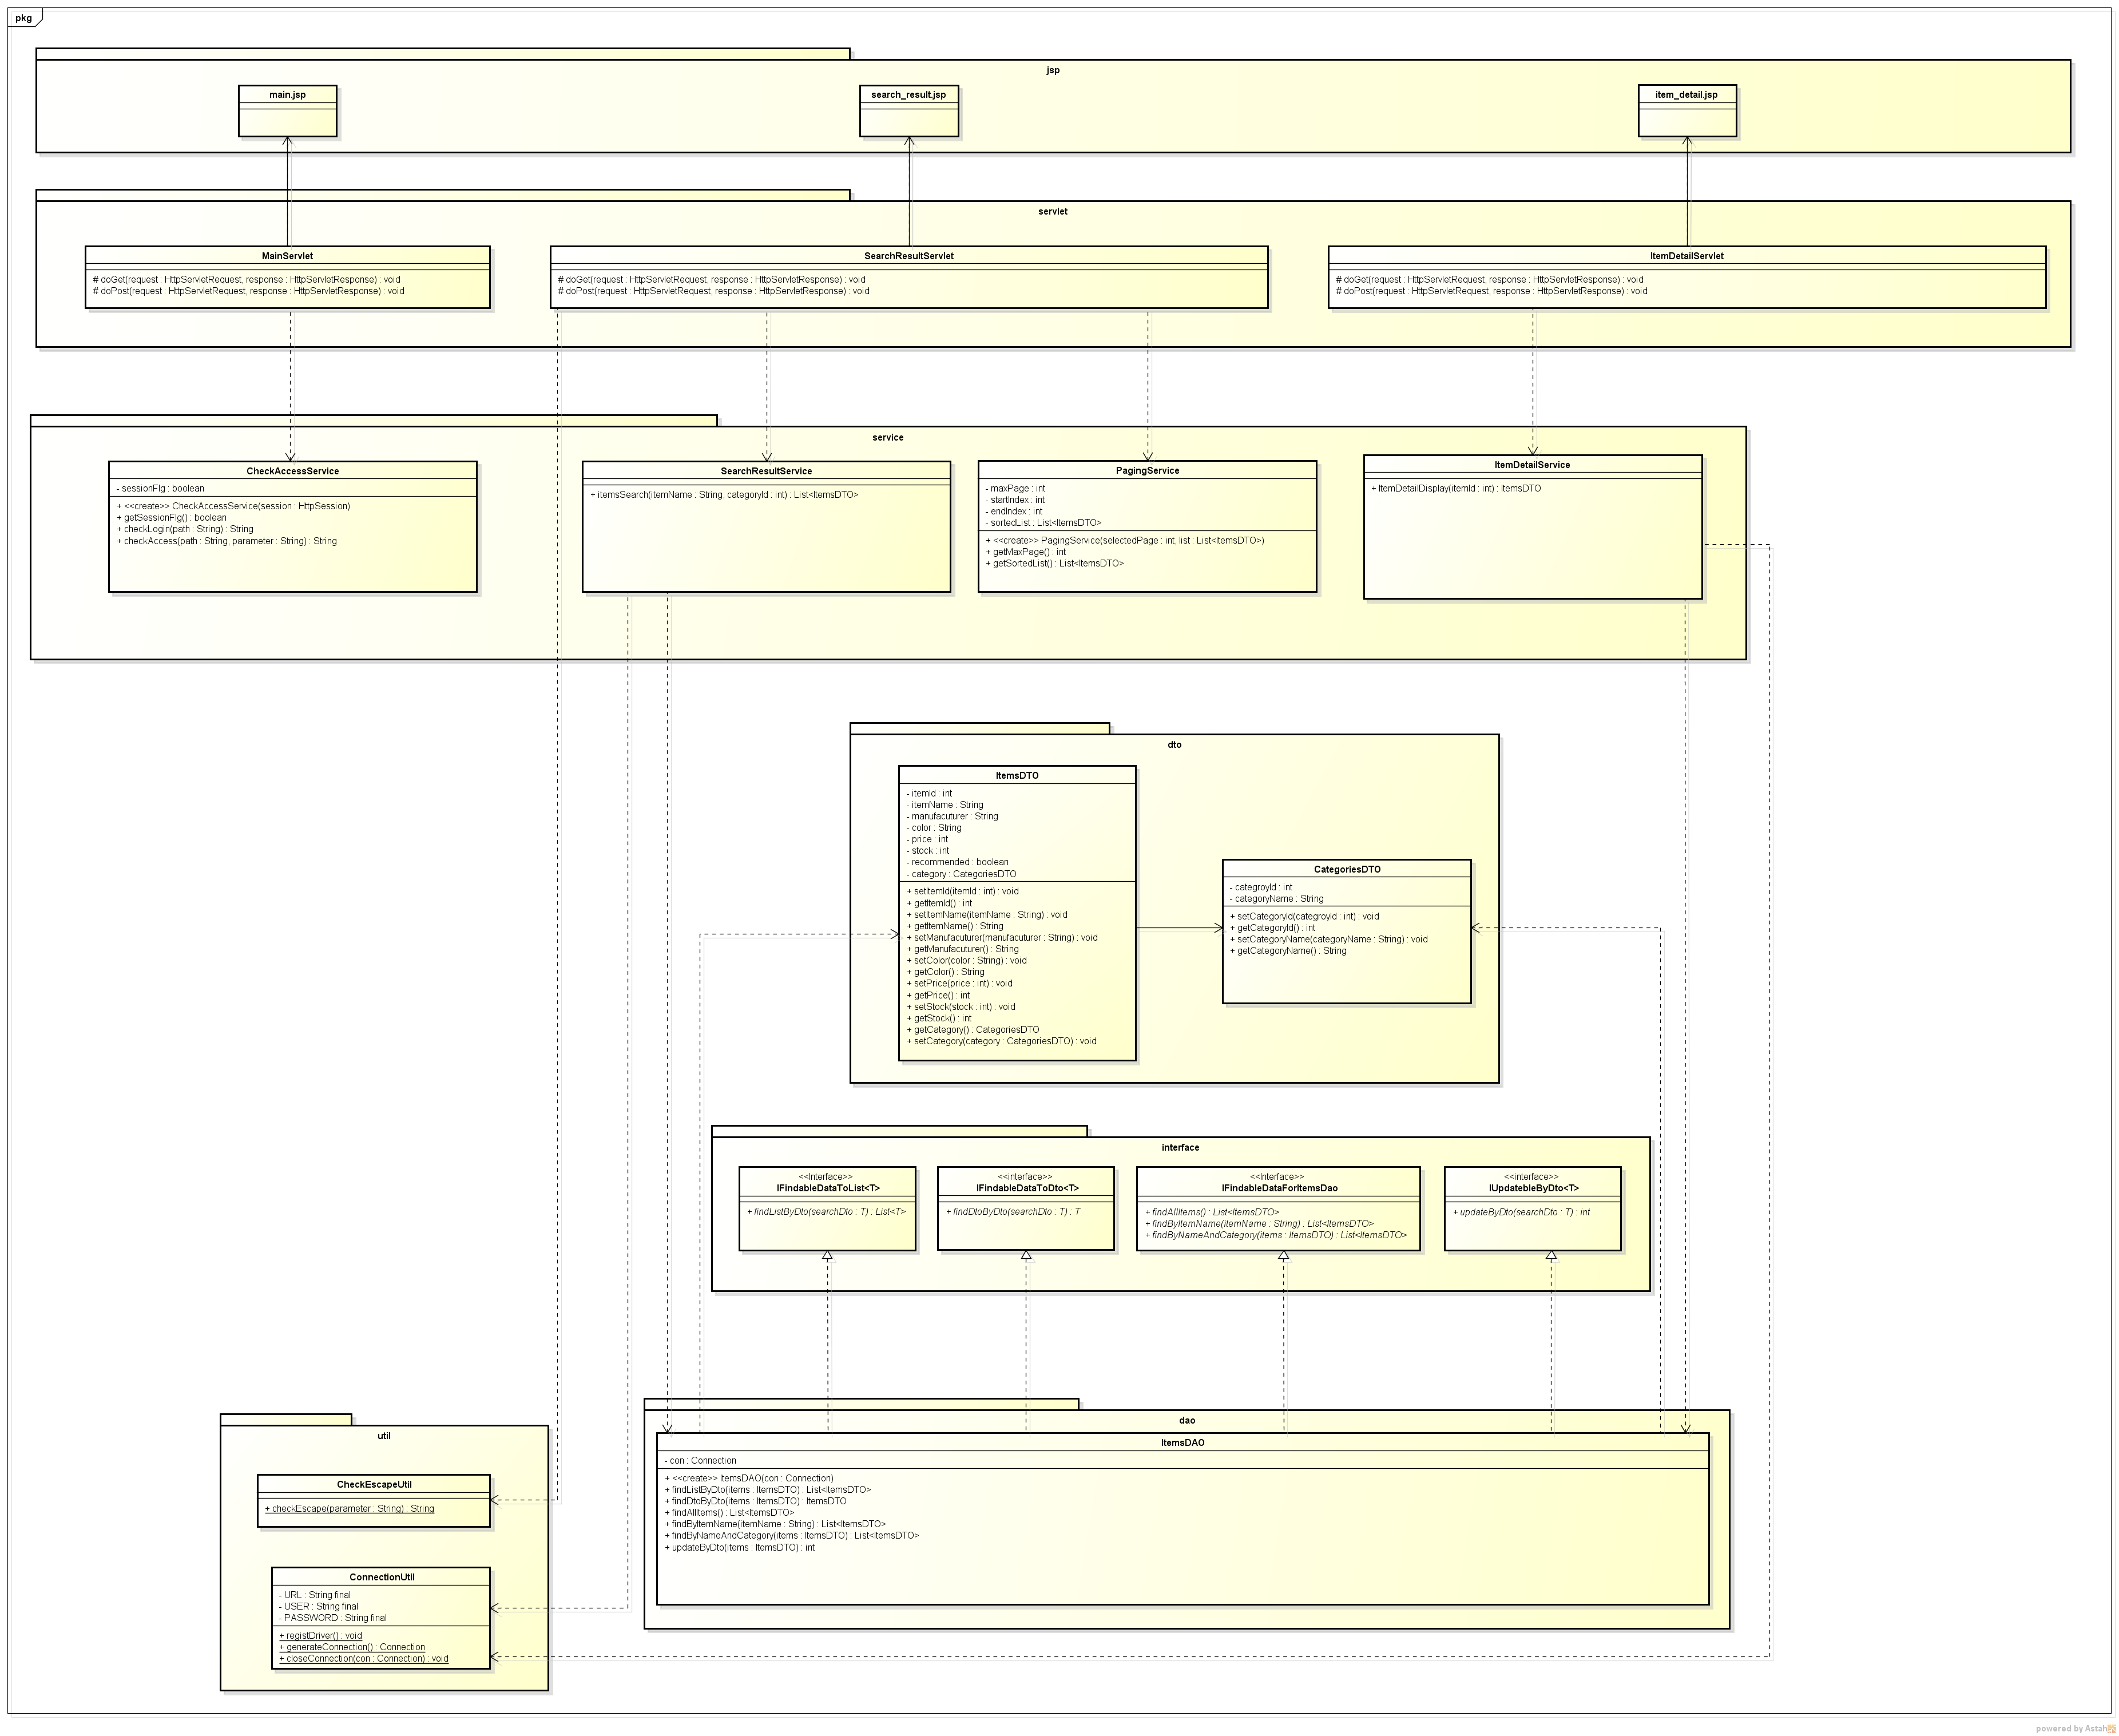 pkg
jsp
main.jsp
search_result.jsp
item_detail.jsp
servlet
MainServlet
# doGet(request : HttpServletRequest, response : HttpServletResponse) : void
# doPost(request : HttpServletRequest, response : HttpServletResponse) : void
SearchResultServlet
# doGet(request : HttpServletRequest, response : HttpServletResponse) : void
# doPost(request : HttpServletRequest, response : HttpServletResponse) : void
ItemDetailServlet
# doGet(request : HttpServletRequest, response : HttpServletResponse) : void
# doPost(request : HttpServletRequest, response : HttpServletResponse) : void
service
CheckAccessService
- sessionFlg : boolean
+ <<create>> CheckAccessService(session : HttpSession)
+ getSessionFlg() : boolean
+ checkLogin(path : String) : String
+ checkAccess(path : String, parameter : String) : String
SearchResultService
+ itemsSearch(itemName : String, categoryId : int) : List<ItemsDTO>
PagingService
- maxPage : int
- startIndex : int
- endIndex : int
- sortedList : List<ItemsDTO>
+ <<create>> PagingService(selectedPage : int, list : List<ItemsDTO>)
+ getMaxPage() : int
+ getSortedList() : List<ItemsDTO>
ItemDetailService
+ ItemDetailDisplay(itemId : int) : ItemsDTO
dto
ItemsDTO
- itemId : int
- itemName : String
- manufacuturer : String
- color : String
- price : int
- stock : int
- recommended : boolean
- category : CategoriesDTO
+ setItemId(itemId : int) : void
+ getItemId() : int
+ setItemName(itemName : String) : void
+ getItemName() : String
+ setManufacuturer(manufacuturer : String) : void
+ getManufacuturer() : String
+ setColor(color : String) : void
+ getColor() : String
+ setPrice(price : int) : void
+ getPrice() : int
+ setStock(stock : int) : void
+ getStock() : int
+ getCategory() : CategoriesDTO
+ setCategory(category : CategoriesDTO) : void
CategoriesDTO
- categroyId : int
- categoryName : String
+ setCategoryId(categroyId : int) : void
+ getCategoryId() : int
+ setCategoryName(categoryName : String) : void
+ getCategoryName() : String
interface
<<Interface>>
IFindableDataToList<T>
+ findListByDto(searchDto : T) : List<T>
<<interface>>
IFindableDataToDto<T>
+ findDtoByDto(searchDto : T) : T
<<Interface>>
IFindableDataForItemsDao
+ findAllItems() : List<ItemsDTO>
+ findByItemName(itemName : String) : List<ItemsDTO>
+ findByNameAndCategory(items : ItemsDTO) : List<ItemsDTO>
<<interface>>
IUpdatebleByDto<T>
+ updateByDto(searchDto : T) : int
dao
ItemsDAO
- con : Connection
+ <<create>> ItemsDAO(con : Connection)
+ findListByDto(items : ItemsDTO) : List<ItemsDTO>
+ findDtoByDto(items : ItemsDTO) : ItemsDTO
+ findAllItems() : List<ItemsDTO>
+ findByItemName(itemName : String) : List<ItemsDTO>
+ findByNameAndCategory(items : ItemsDTO) : List<ItemsDTO>
+ updateByDto(items : ItemsDTO) : int
util
CheckEscapeUtil
+ checkEscape(parameter : String) : String
ConnectionUtil
- URL : String final
- USER : String final
- PASSWORD : String final
+ registDriver() : void
+ generateConnection() : Connection
+ closeConnection(con : Connection) : void
powered by Astah